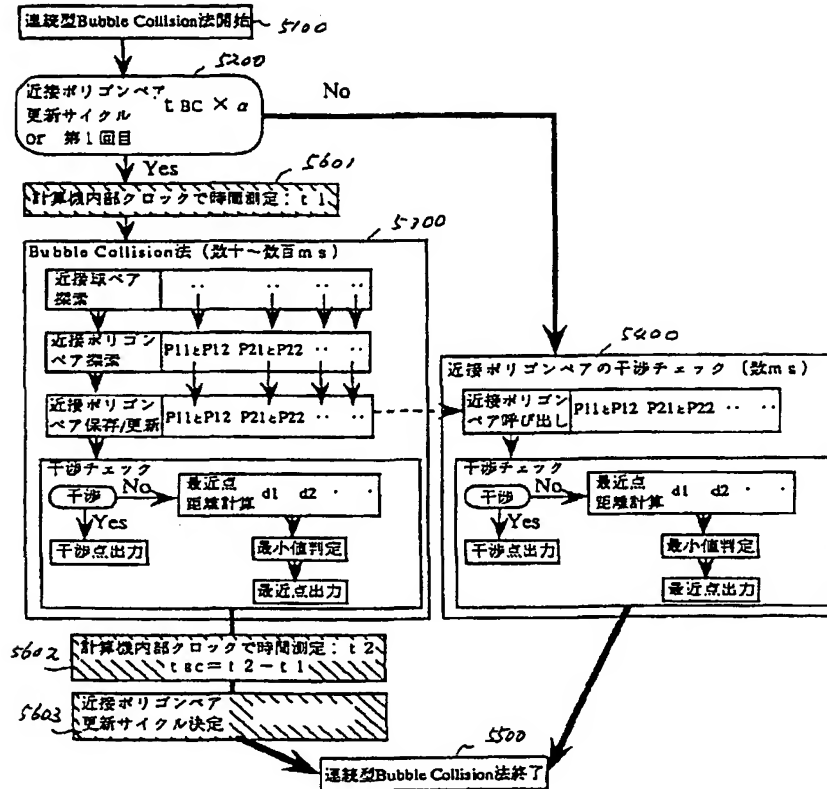 連続型Bubble Collision法開始
5100
5200
近接ポリゴンペア
更新サイクル
t BC × α
or 第1回目
No
Yes
5601
計算機内部クロックで時間測定：t1
5300
Bubble Collision法（数十～数百ms）
近接球ペア
探索
‥ ‥ ‥ ‥
近接ポリゴン
ペア探索
P11とP12 P21とP22 ‥ ‥
近接ポリゴン
ペア保存/更新
P11とP12 P21とP22 ‥ ‥
干渉チェック
干渉
No
Yes
干渉点出力
最近点
距離計算
d1 d2 ・ ・
最小値判定
最近点出力
5400
近接ポリゴンペアの干渉チェック（数ms）
近接ポリゴン
ペア呼び出し
P11とP12 P21とP22 ‥ ‥
干渉チェック
干渉
No
Yes
干渉点出力
最近点
距離計算
d1 d2 ・ ・
最小値判定
最近点出力
5602
計算機内部クロックで時間測定：t2
tBC＝t2－t1
5603
近接ポリゴンペア
更新サイクル決定
5500
連続型Bubble Collision法終了